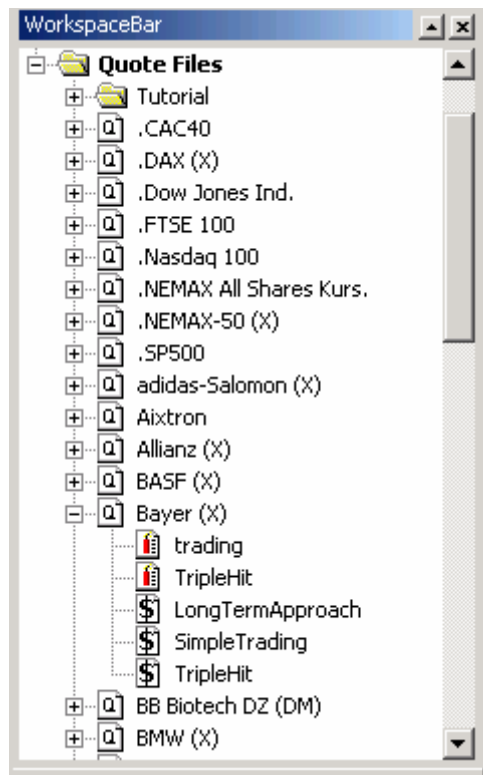 WorkspaceBar
Quote Files
Tutorial
.CAC40
.DAX (X)
.Dow Jones Ind.
.FTSE 100
.Nasdaq 100
.NEMAX All Shares Kurs.
.NEMAX-50 (X)
.SP500
adidas-Salomon (X)
Aixtron
Allianz (X)
BASF (X)
Bayer (X)
trading
TripleHit
LongTermApproach
SimpleTrading
TripleHit
BB Biotech DZ (DM)
BMW (X)